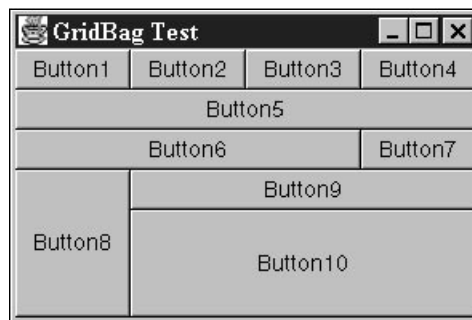 GridBag Test
Button1 Button2 Button3 Button4
Button5
Button6 Button7
Button8
Button9
Button10